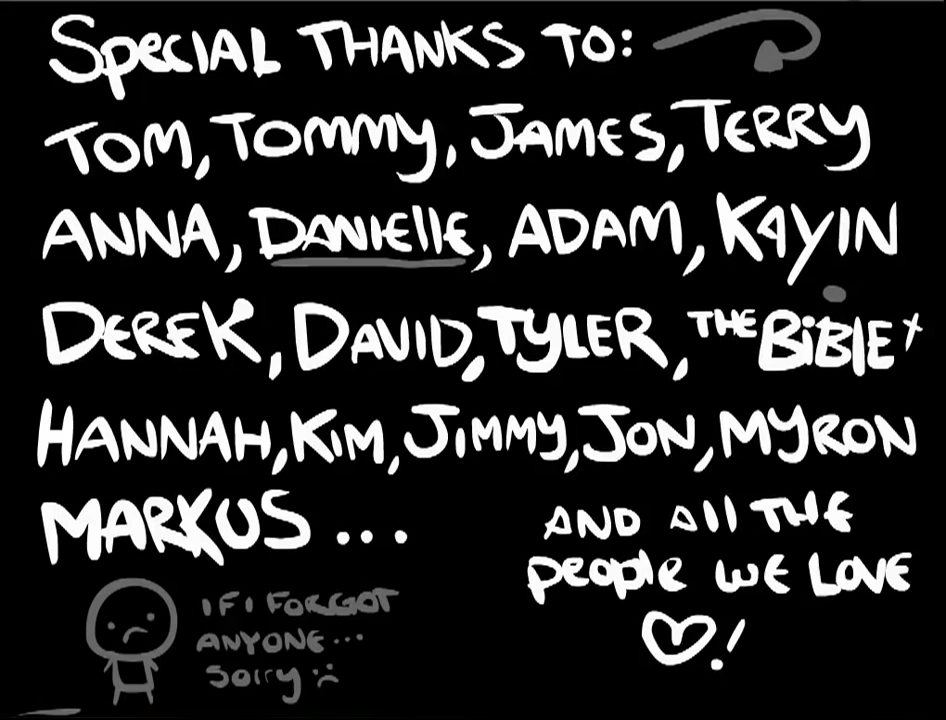 SpeCIAL THANKS TO:
TOM, TOMMY, JAMES, TERRY
ANNA, DANIElle, ADAM, KAYIN
DEREK, DAVID, TYLER, THE BiBlE
HANNAH, KiM, JiMMY, JON, MYRON
MARKUS...
AND All THE
people WE LOVE
♡!
IF I FORGOT
ANYONE...
Sorry :(